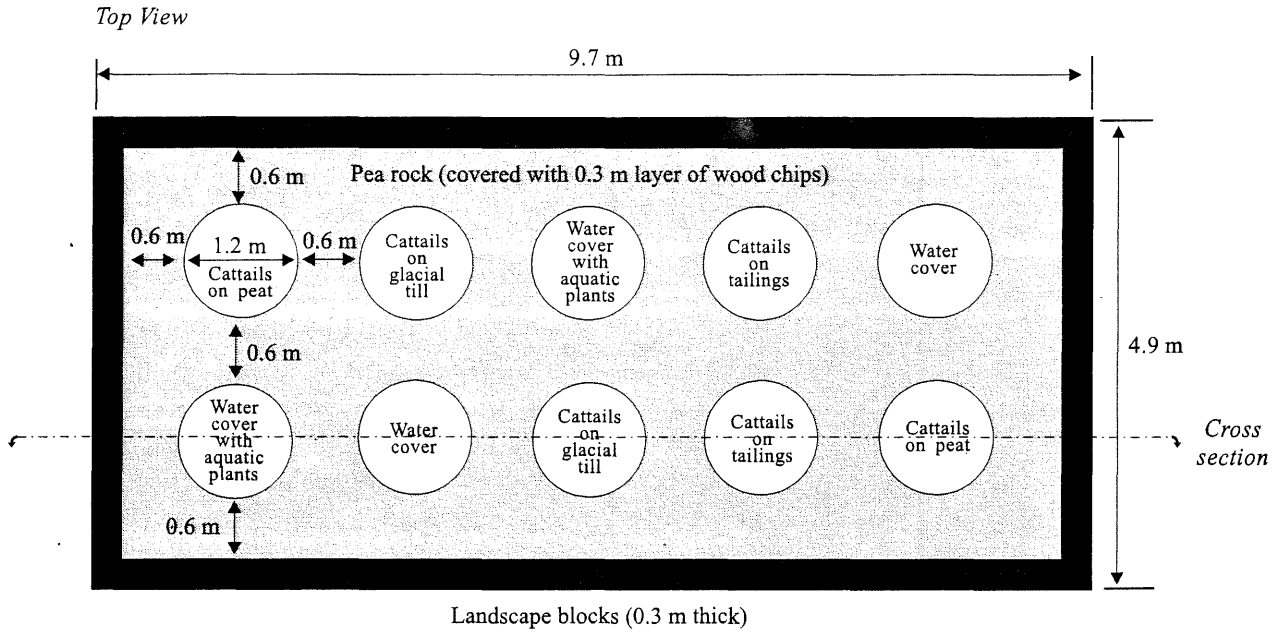 Top View
9.7 m
0.6 m
Pea rock (covered with 0.3 m layer of wood chips)
0.6 m
1.2 m
0.6 m
Cattails
on peat
Cattails
on
glacial
till
Water
cover
with
aquatic
plants
Cattails
on
tailings
Water
cover
0.6 m
4.9 m
Water
cover
with
aquatic
plants
Water
cover
Cattails
on
glacial
till
Cattails
on
tailings
Cattails
on peat
Cross
section
0.6 m
Landscape blocks (0.3 m thick)